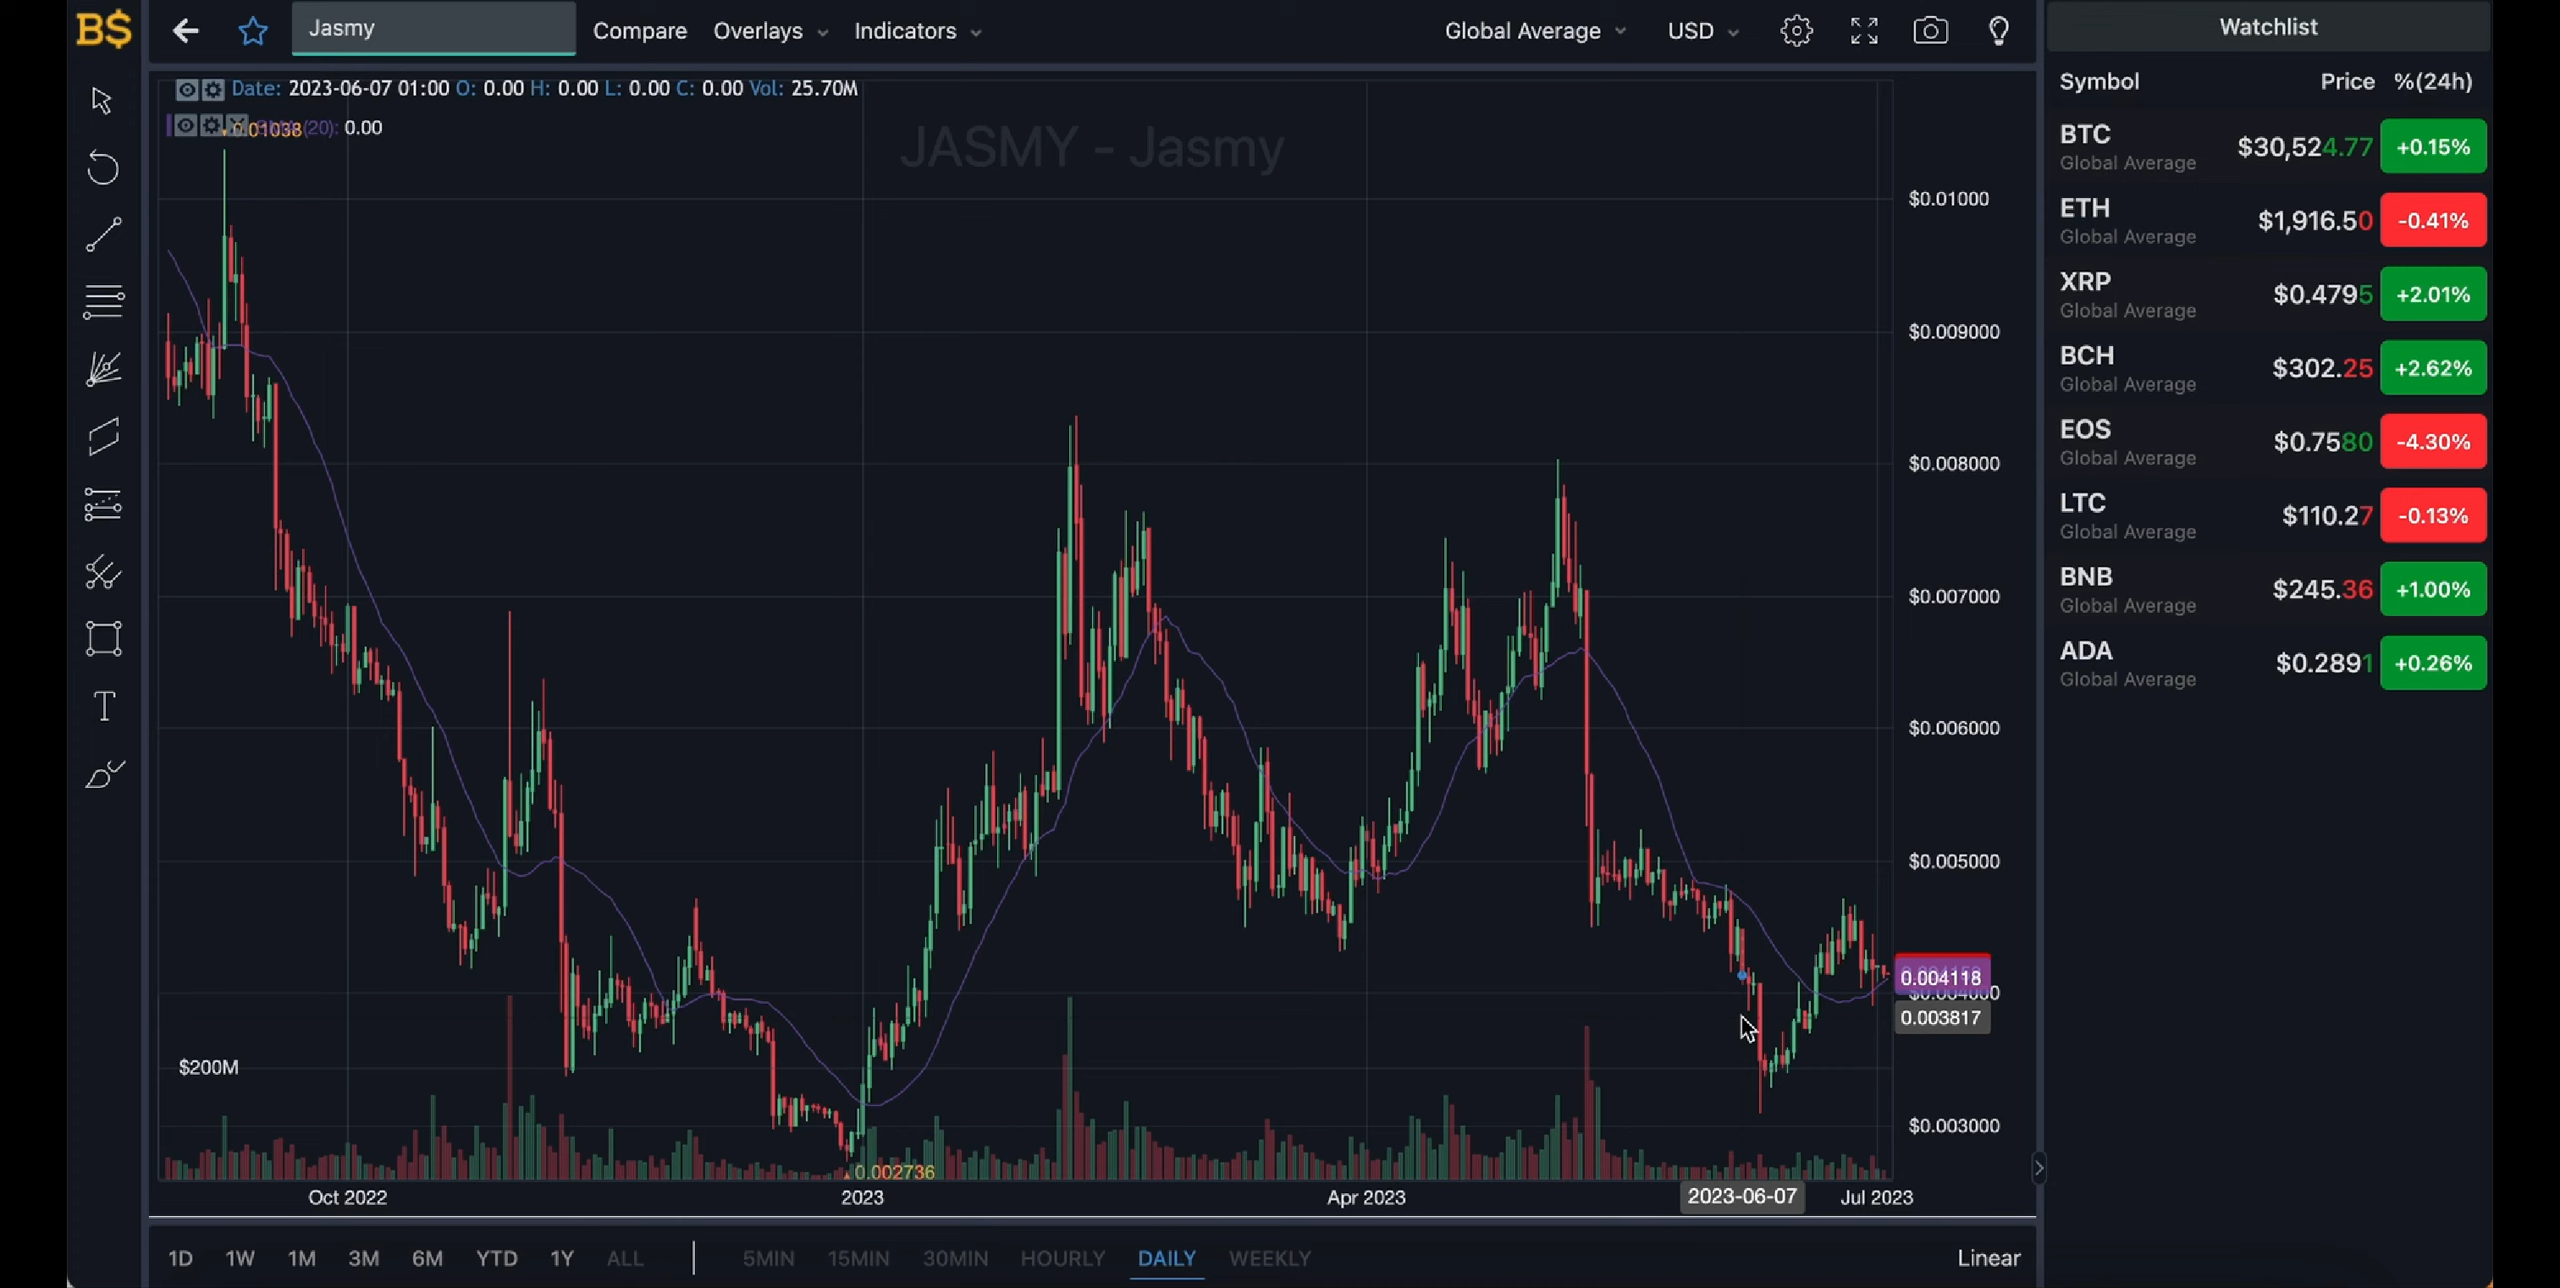 B$ Jasmy Compare Overlays Indicators Global Average USD
Date: 2023-06-07 01:00 O: 0.00 H: 0.00 L: 0.00 C: 0.00 Vol: 25.70M
0.01038 (20): 0.00
JASMY - Jasmy
$0.01000
$0.009000
$0.008000
$0.007000
$0.006000
$0.005000
0.004118
0.003817
$200M
$0.003000
0.002736
Oct 2022 2023 Apr 2023 2023-06-07 Jul 2023
1D 1W 1M 3M 6M YTD 1Y ALL 5MIN 15MIN 30MIN HOURLY DAILY WEEKLY Linear
Watchlist
Symbol Price %(24h)
BTC $30,524.77 +0.15%
Global Average
ETH $1,916.50 -0.41%
Global Average
XRP $0.4795 +2.01%
Global Average
BCH $302.25 +2.62%
Global Average
EOS $0.7580 -4.30%
Global Average
LTC $110.27 -0.13%
Global Average
BNB $245.36 +1.00%
Global Average
ADA $0.2891 +0.26%
Global Average